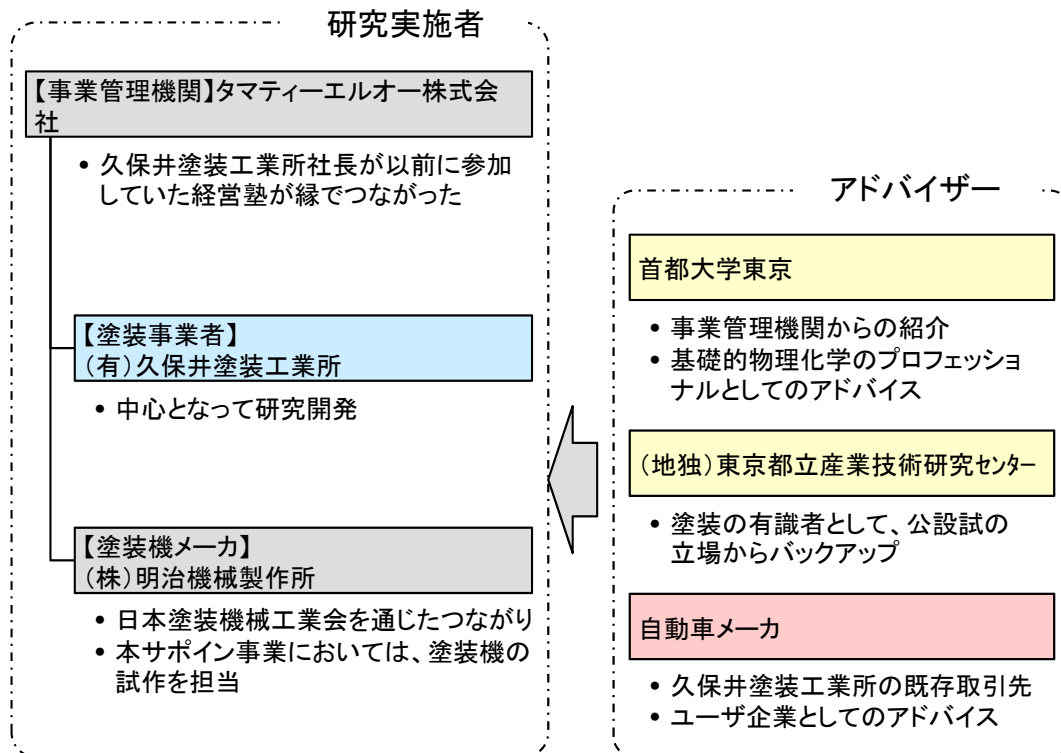 研究実施者
【事業管理機関】タマティーエルオー株式会
社
• 久保井塗装工業所社長が以前に参加
していた経営塾が縁でつながった
【塗装事業者】
（有）久保井塗装工業所
• 中心となって研究開発
【塗装機メーカ】
（株）明治機械製作所
• 日本塗装機械工業会を通じたつながり
• 本サポイン事業においては、塗装機の
試作を担当
アドバイザー
首都大学東京
• 事業管理機関からの紹介
• 基礎的物理化学のプロフェッショ
ナルとしてのアドバイス
（地独）東京都立産業技術研究ｾﾝﾀｰ
• 塗装の有識者として、公設試の
立場からバックアップ
自動車メーカ
• 久保井塗装工業所の既存取引先
• ユーザ企業としてのアドバイス